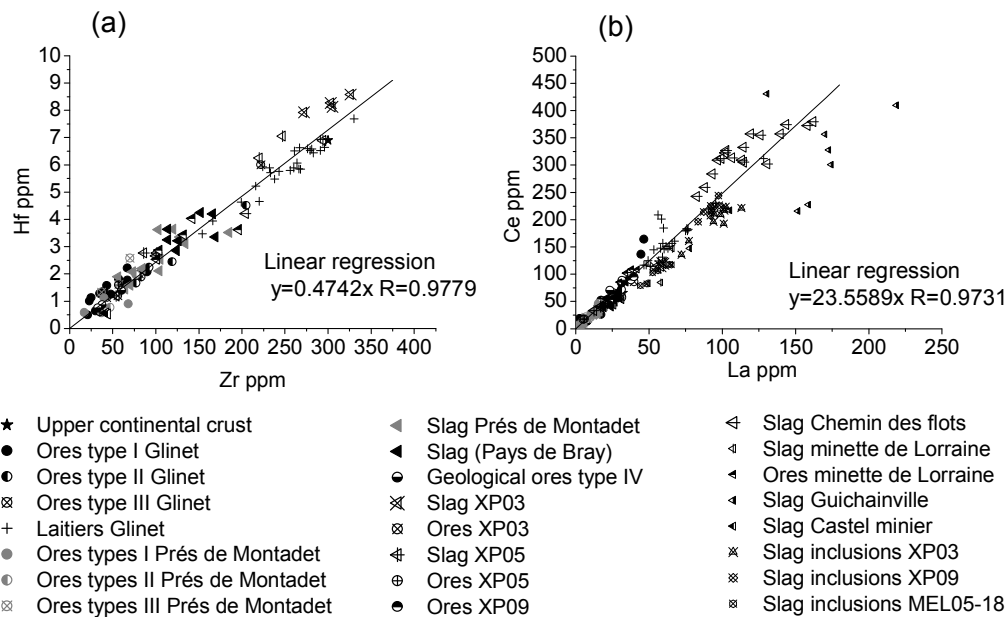 (a)
10
9
8
7
6
5
4
3
2
1
0
Hf ppm
0 50 100 150 200 250 300 350 400
Zr ppm
Linear regression
y=0.4742x R=0.9779
(b)
500
450
400
350
300
250
200
150
100
50
0
Ce ppm
0 50 100 150 200 250
La ppm
Linear regression
y=23.5589x R=0.9731
Upper continental crust
Ores type I Glinet
Ores type II Glinet
Ores type III Glinet
Laitiers Glinet
Ores types I Prés de Montadet
Ores types II Prés de Montadet
Ores types III Prés de Montadet
Slag Prés de Montadet
Slag (Pays de Bray)
Geological ores type IV
Slag XP03
Ores XP03
Slag XP05
Ores XP05
Ores XP09
Slag Chemin des flots
Slag minette de Lorraine
Ores minette de Lorraine
Slag Guichainville
Slag Castel minier
Slag inclusions XP03
Slag inclusions XP09
Slag inclusions MEL05-18